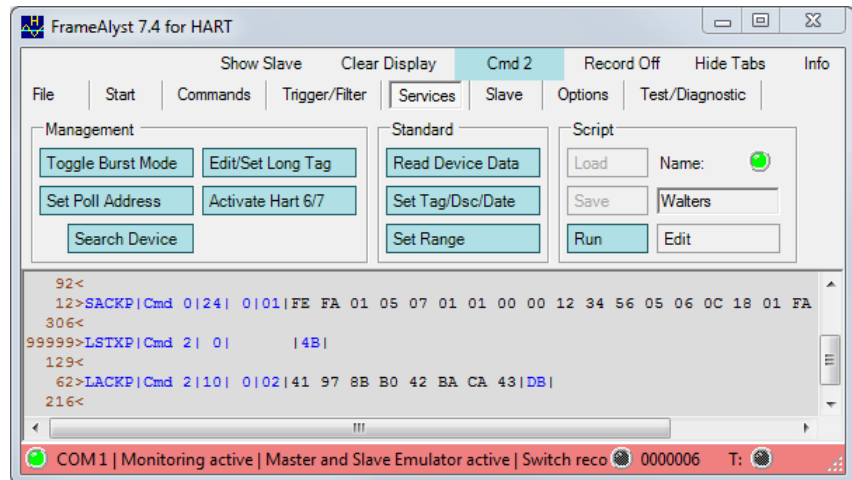 FrameAlyst 7.4 for HART
Show Slave Clear Display Cmd 2 Record Off Hide Tabs Info
File Start Commands Trigger/Filter Services Slave Options Test/Diagnostic
Management Standard Script
Toggle Burst Mode Edit/Set Long Tag Read Device Data Load Name:
Set Poll Address Activate Hart 6/7 Set Tag/Dsc/Date Save Walters
Search Device Set Range Run Edit
92<
12>SACKP|Cmd 0|24| 0|01|FE FA 01 05 07 01 01 00 00 12 34 56 05 06 0C 18 01 FA
306<
99999>LSTXP|Cmd 2| 0| |4B|
129<
62>LACKP|Cmd 2|10| 0|02|41 97 8B B0 42 BA CA 43|DB|
216<
COM1 | Monitoring active | Master and Slave Emulator active | Switch reco 0000006 T: